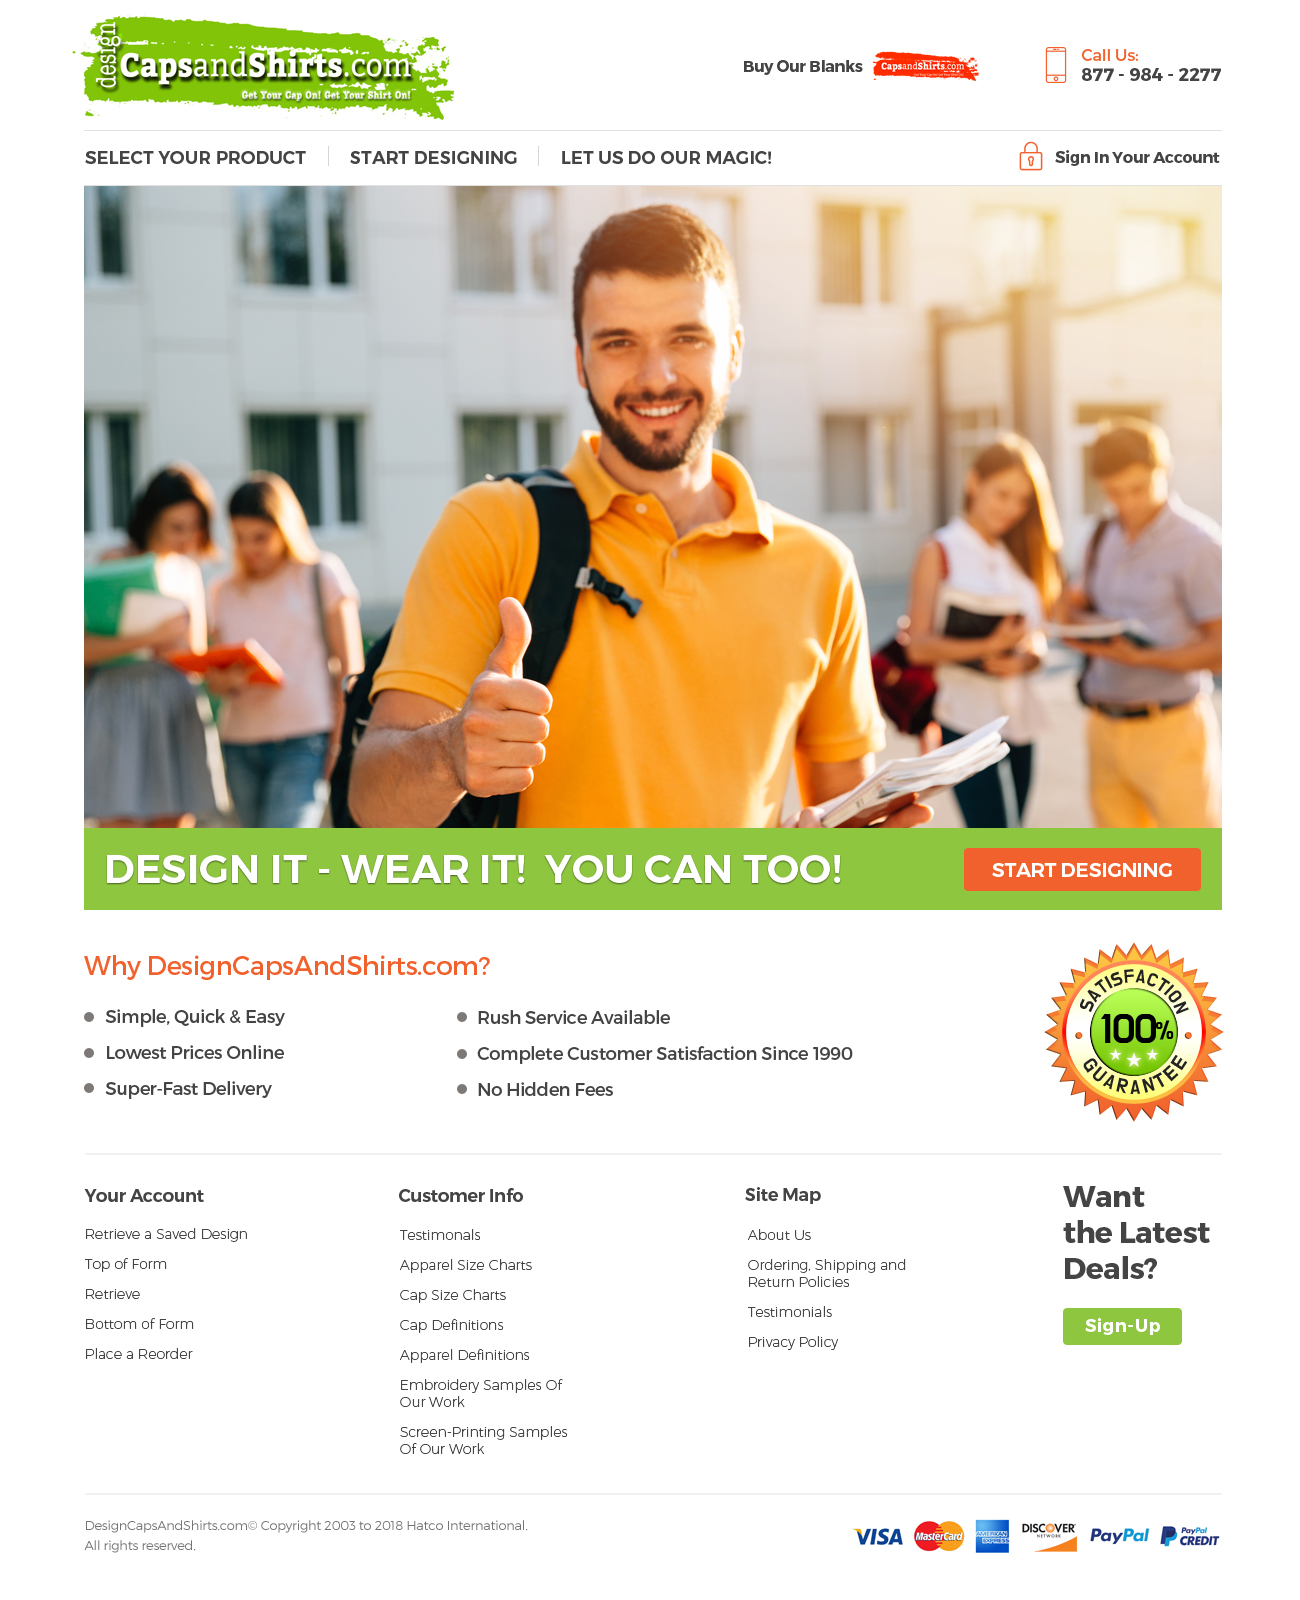 design
CapsandShirts.com
Get Your Cap On! Get Your Shirt On!
Buy Our Blanks
CapsandShirts.com
Call Us:
877 - 984 - 2277
SELECT YOUR PRODUCT
START DESIGNING
LET US DO OUR MAGIC!
Sign In Your Account
DESIGN IT - WEAR IT! YOU CAN TOO!
START DESIGNING
Why DesignCapsAndShirts.com?
Simple, Quick & Easy
Lowest Prices Online
Super-Fast Delivery
Rush Service Available
Complete Customer Satisfaction Since 1990
No Hidden Fees
SATISFACTION
100%
GUARANTEE
Your Account
Retrieve a Saved Design
Top of Form
Retrieve
Bottom of Form
Place a Reorder
Customer Info
Testimonals
Apparel Size Charts
Cap Size Charts
Cap Definitions
Apparel Definitions
Embroidery Samples Of
Our Work
Screen-Printing Samples
Of Our Work
Site Map
About Us
Ordering, Shipping and
Return Policies
Testimonials
Privacy Policy
Want
the Latest
Deals?
Sign-Up
DesignCapsAndShirts.com© Copyright 2003 to 2018 Hatco International.
All rights reserved.
VISA
MasterCard
AMERICAN
EXPRESS
DISCOVER
NETWORK
PayPal
PayPal
CREDIT